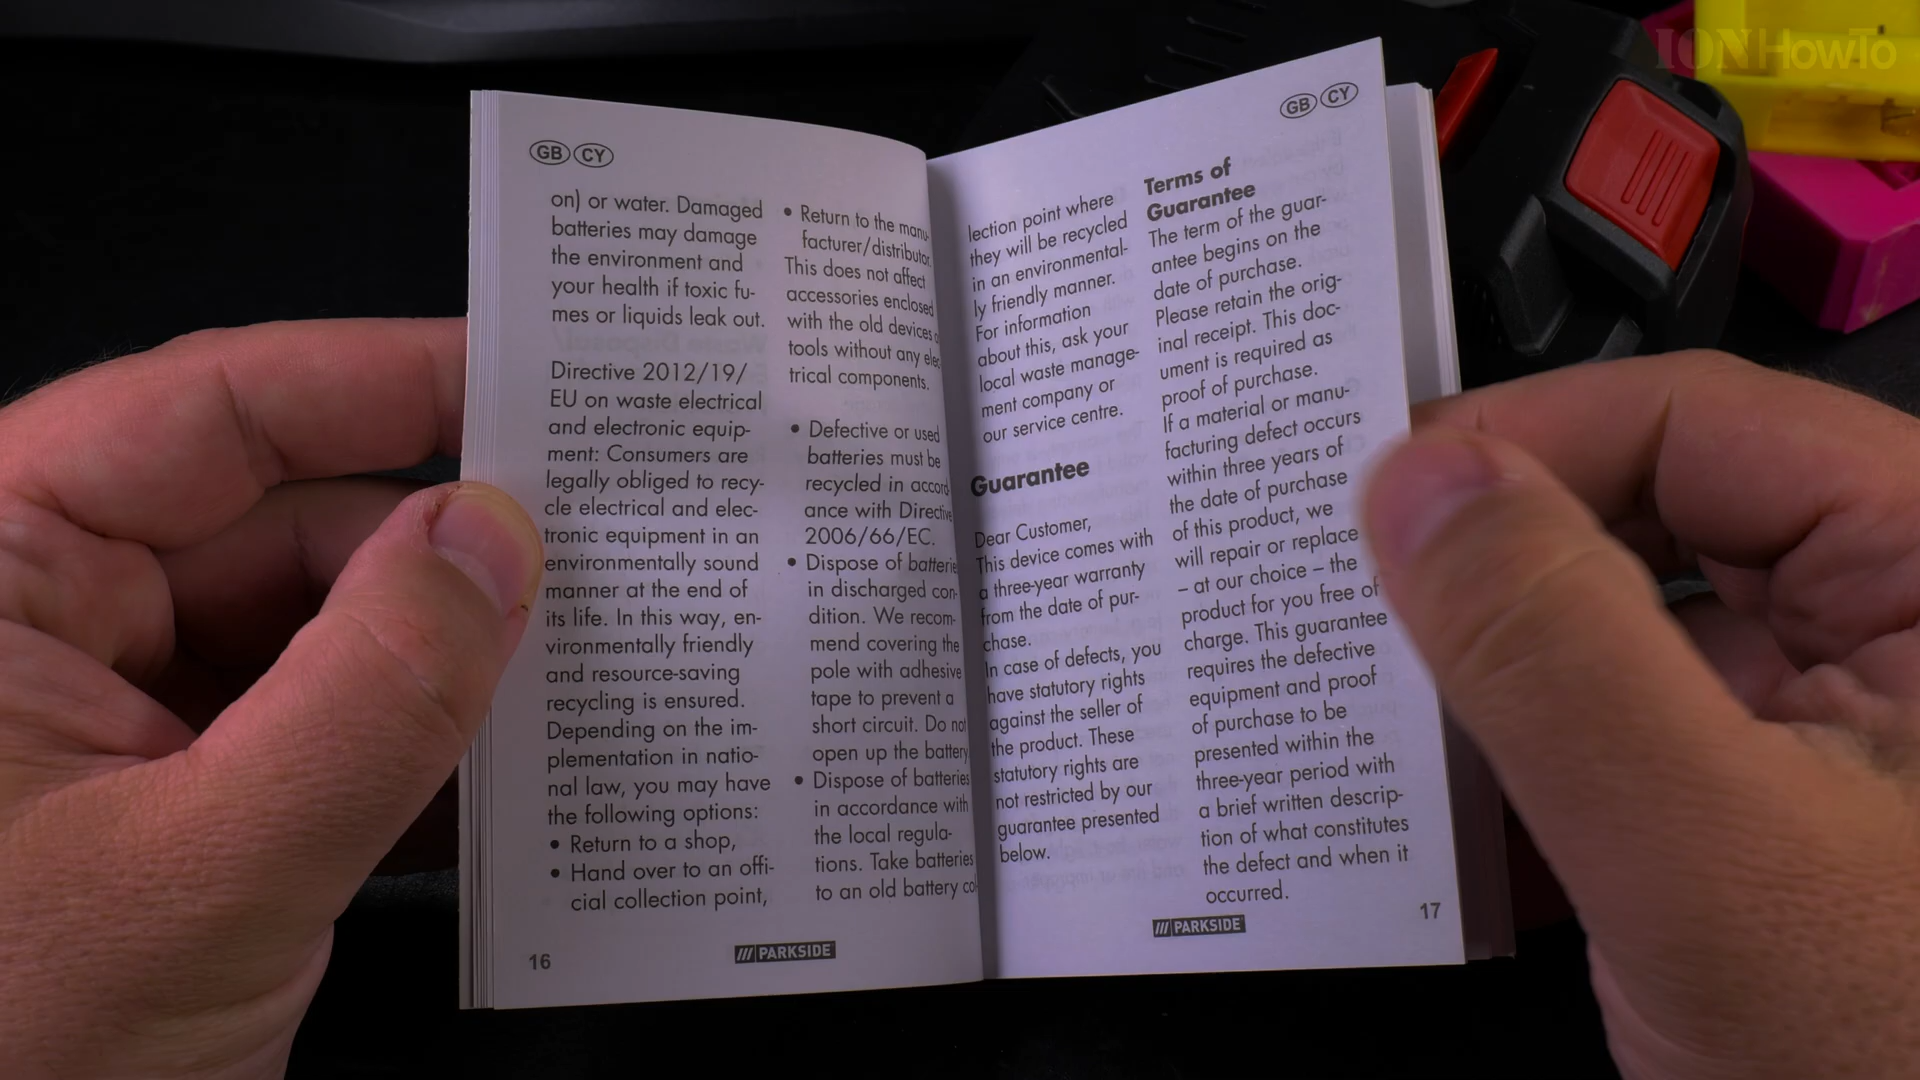 ION HowTo
GB CY
on) or water. Damaged
batteries may damage
the environment and
your health if toxic fu-
mes or liquids leak out.
Directive 2012/19/
EU on waste electrical
and electronic equip-
ment: Consumers are
legally obliged to recy-
cle electrical and elec-
tronic equipment in an
environmentally sound
manner at the end of
its life. In this way, en-
vironmentally friendly
and resource-saving
recycling is ensured.
Depending on the im-
plementation in natio-
nal law, you may have
the following options:
• Return to a shop,
• Hand over to an offi-
cial collection point,
• Return to the manu-
facturer/distributor.
This does not affect
accessories enclosed
with the old devices
tools without any elec
trical components.
• Defective or used
batteries must be
recycled in accord-
ance with Directive
2006/66/EC.
• Dispose of batteries
in discharged con-
dition. We recom-
mend covering the
pole with adhesive
tape to prevent a
short circuit. Do not
open up the battery.
• Dispose of batteries
in accordance with
the local regula-
tions. Take batteries
to an old battery col-
16
/// PARKSIDE
GB CY
lection point where
they will be recycled
in an environmental-
ly friendly manner.
For information
about this, ask your
local waste manage-
ment company or
our service centre.
Guarantee
Dear Customer,
This device comes with
a three-year warranty
from the date of pur-
chase.
In case of defects, you
have statutory rights
against the seller of
the product. These
statutory rights are
not restricted by our
guarantee presented
below.
Terms of
Guarantee
The term of the guar-
antee begins on the
date of purchase.
Please retain the orig-
inal receipt. This doc-
ument is required as
proof of purchase.
If a material or manu-
facturing defect occurs
within three years of
the date of purchase
of this product, we
will repair or replace
– at our choice – the
product for you free of
charge. This guarantee
requires the defective
equipment and proof
of purchase to be
presented within the
three-year period with
a brief written descrip-
tion of what constitutes
the defect and when it
occurred.
/// PARKSIDE
17